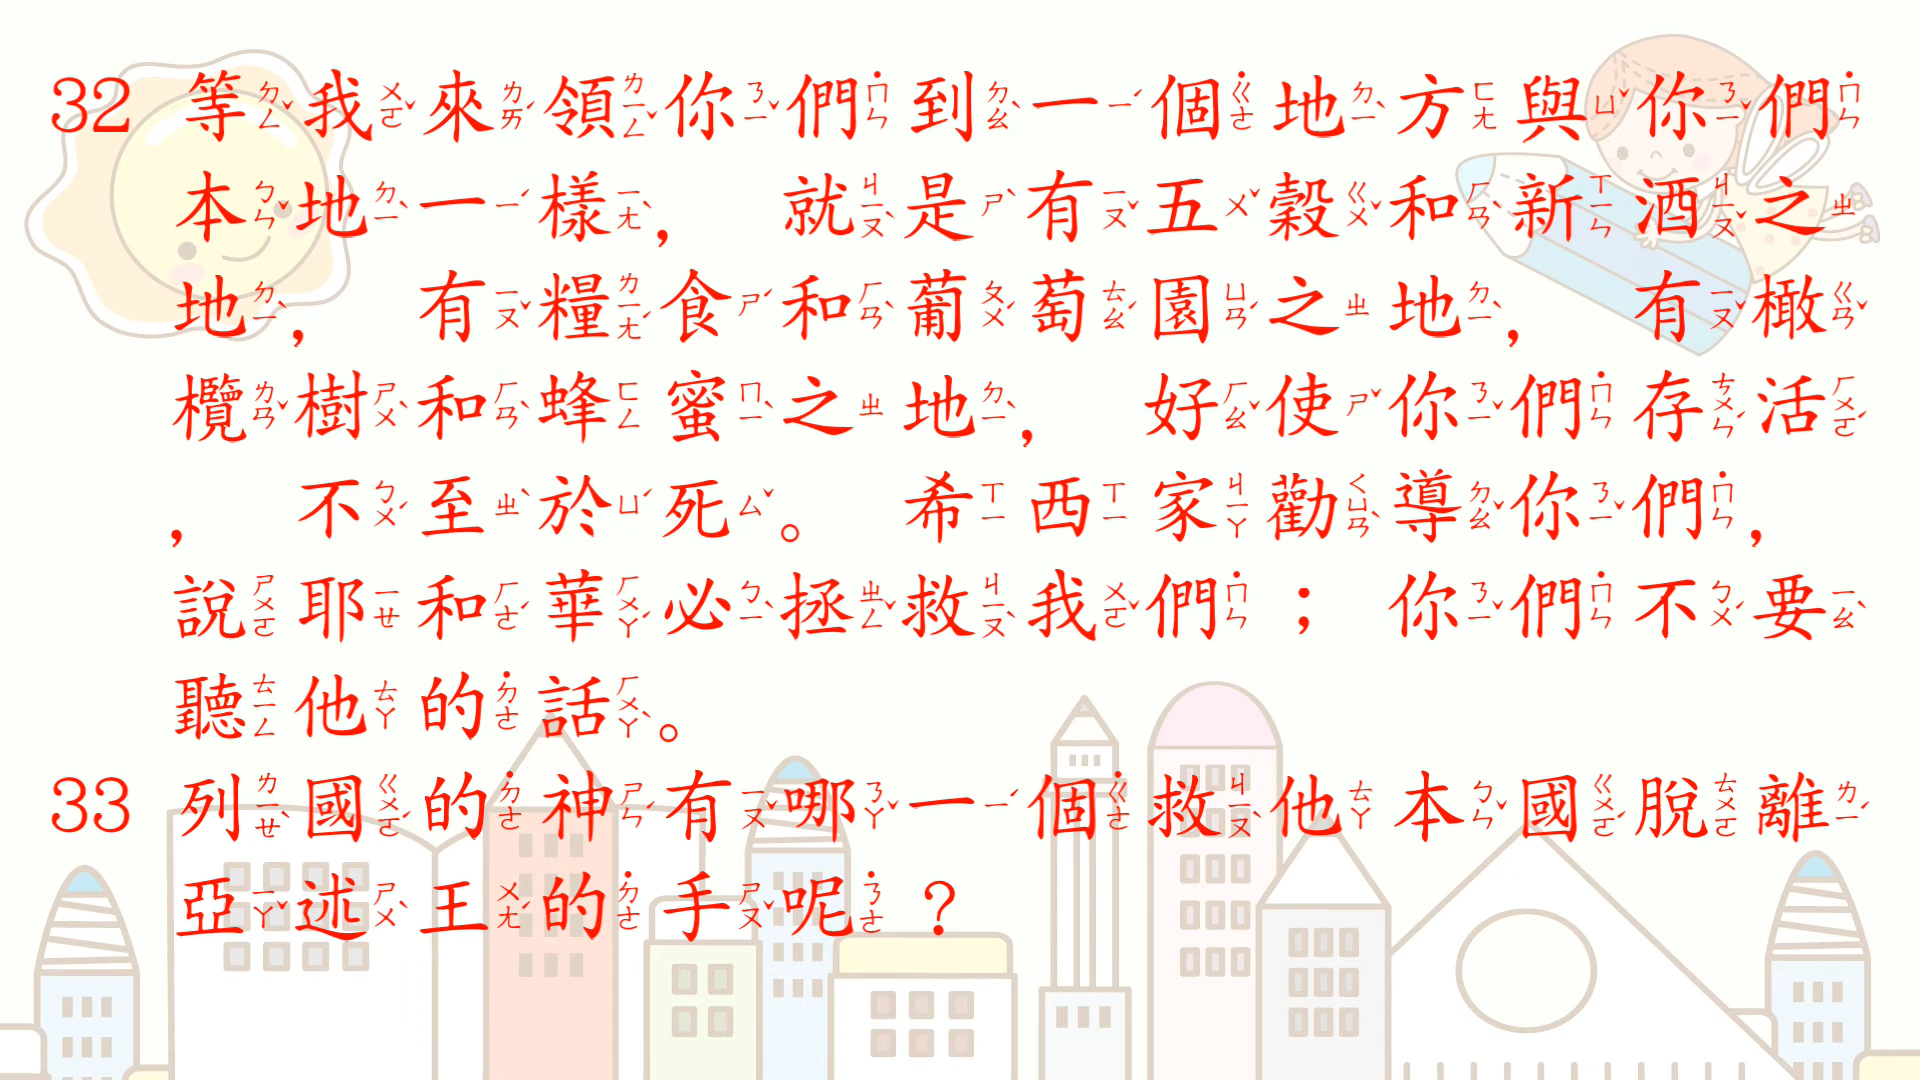 32 等我來領你們到一個地方與你們
本地一樣， 就是有五穀和新酒之
地， 有糧食和葡萄園之地， 有橄
欖樹和蜂蜜之地， 好使你們存活
， 不至於死。 希西家勸導你們，
說耶和華必拯救我們； 你們不要
聽他的話。
33 列國的神有哪一個救他本國脫離
亞述王的手呢？